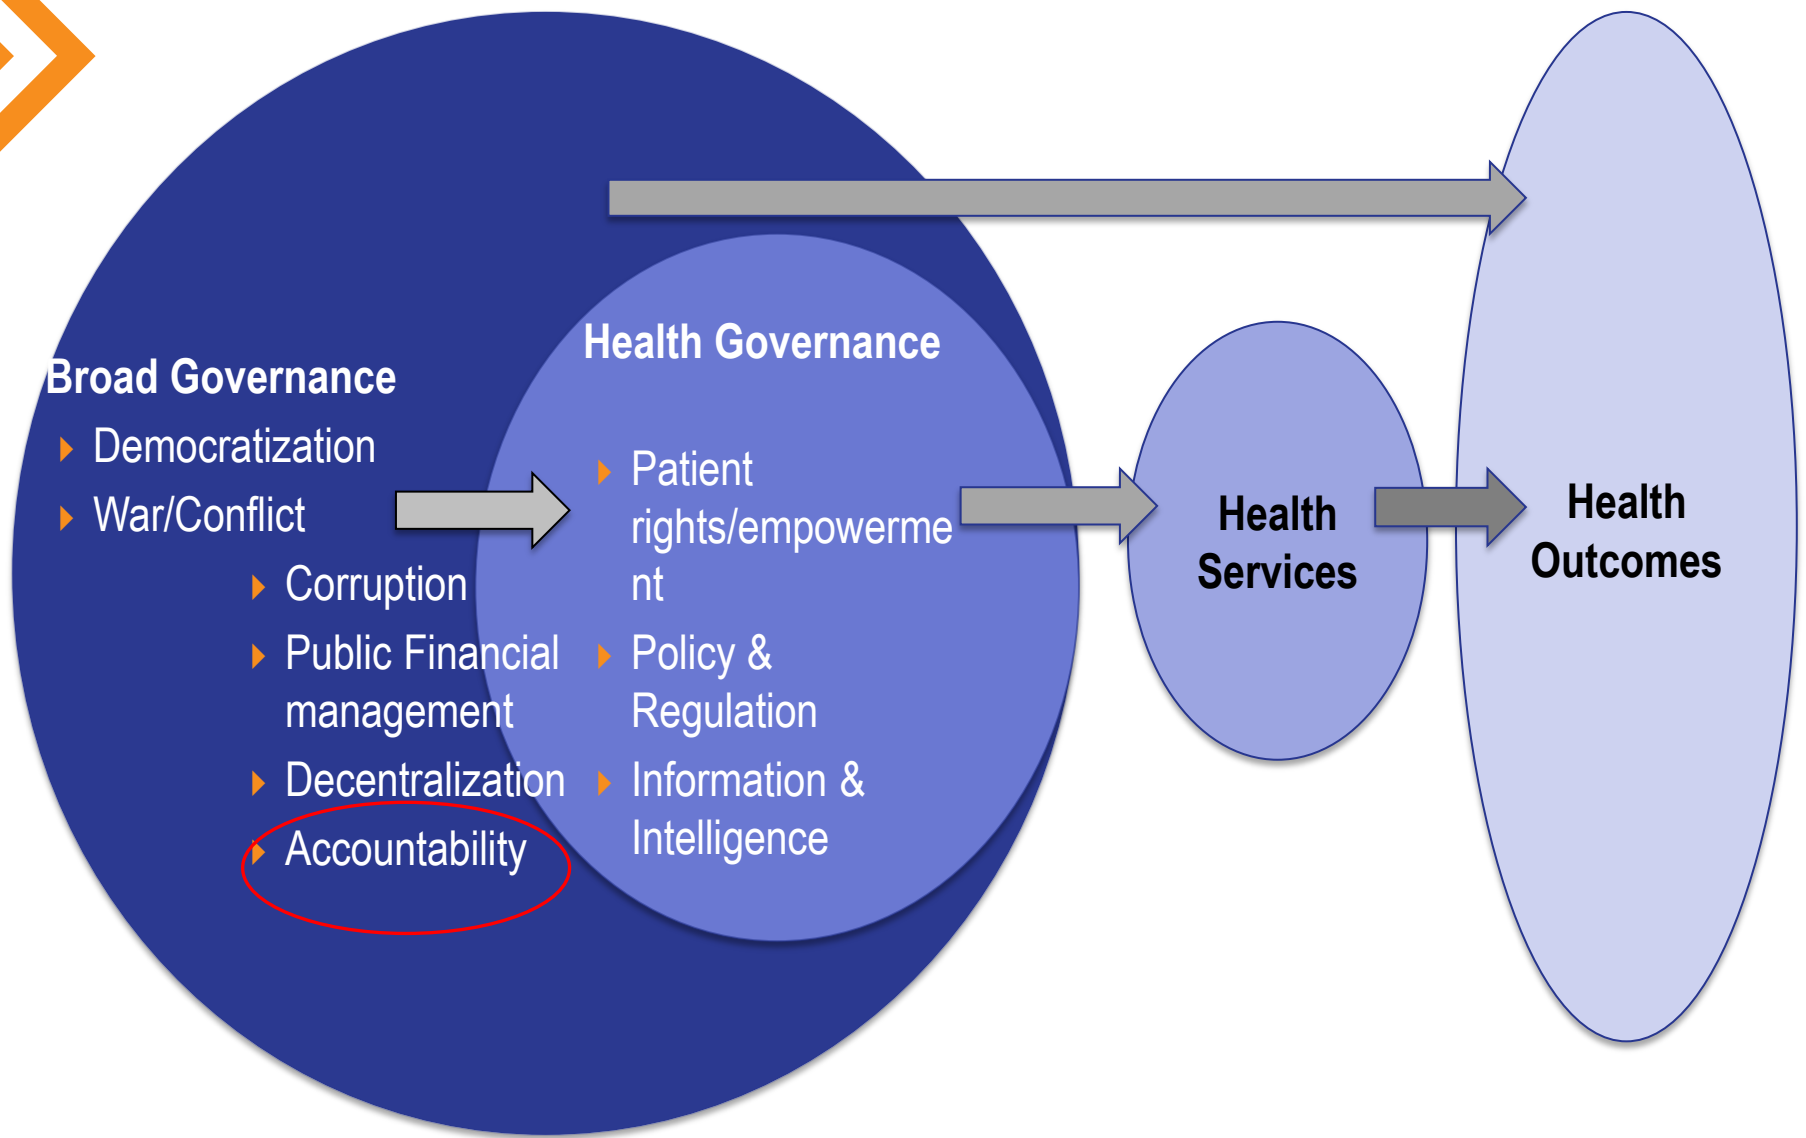 Broad Governance
Democratization
War/Conflict
Corruption
Public Financial
management
Decentralization
Accountability
Health Governance
Patient
rights/empowerme
nt
Policy &
Regulation
Information &
Intelligence
Health
Services
Health
Outcomes